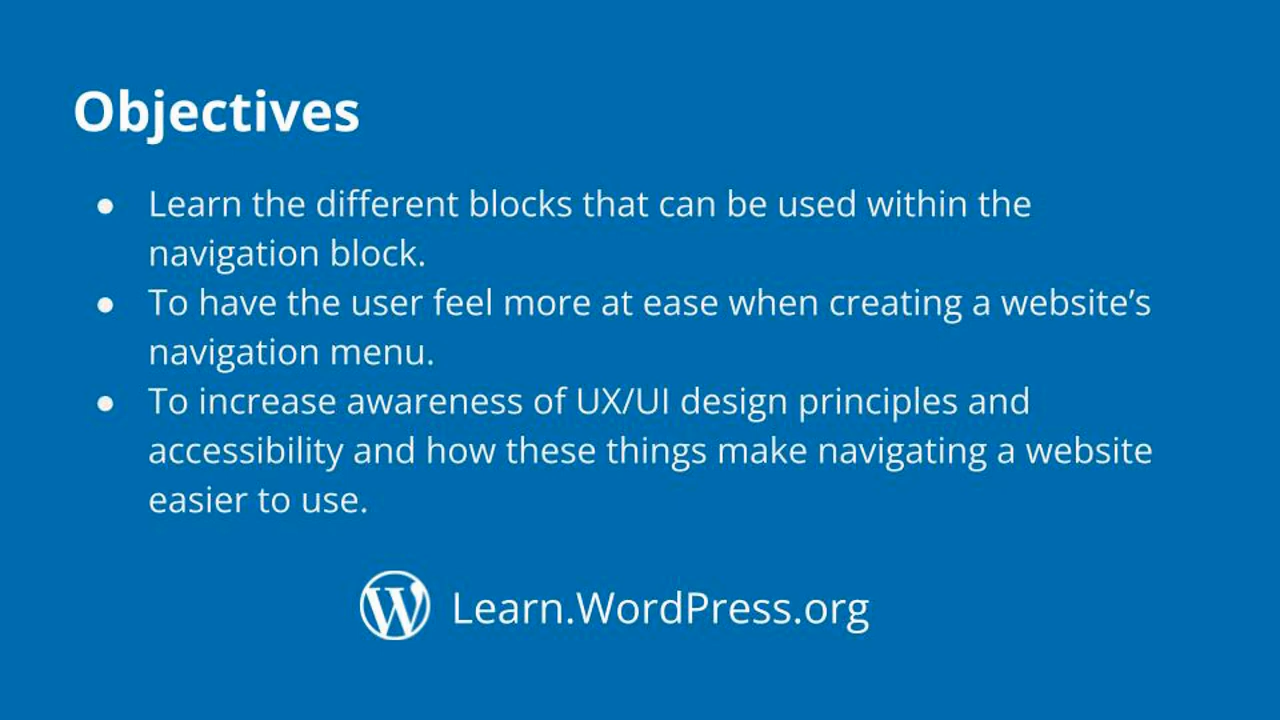 Objectives
● Learn the different blocks that can be used within the
navigation block.
● To have the user feel more at ease when creating a website’s
navigation menu.
● To increase awareness of UX/UI design principles and
accessibility and how these things make navigating a website
easier to use.
Learn.WordPress.org